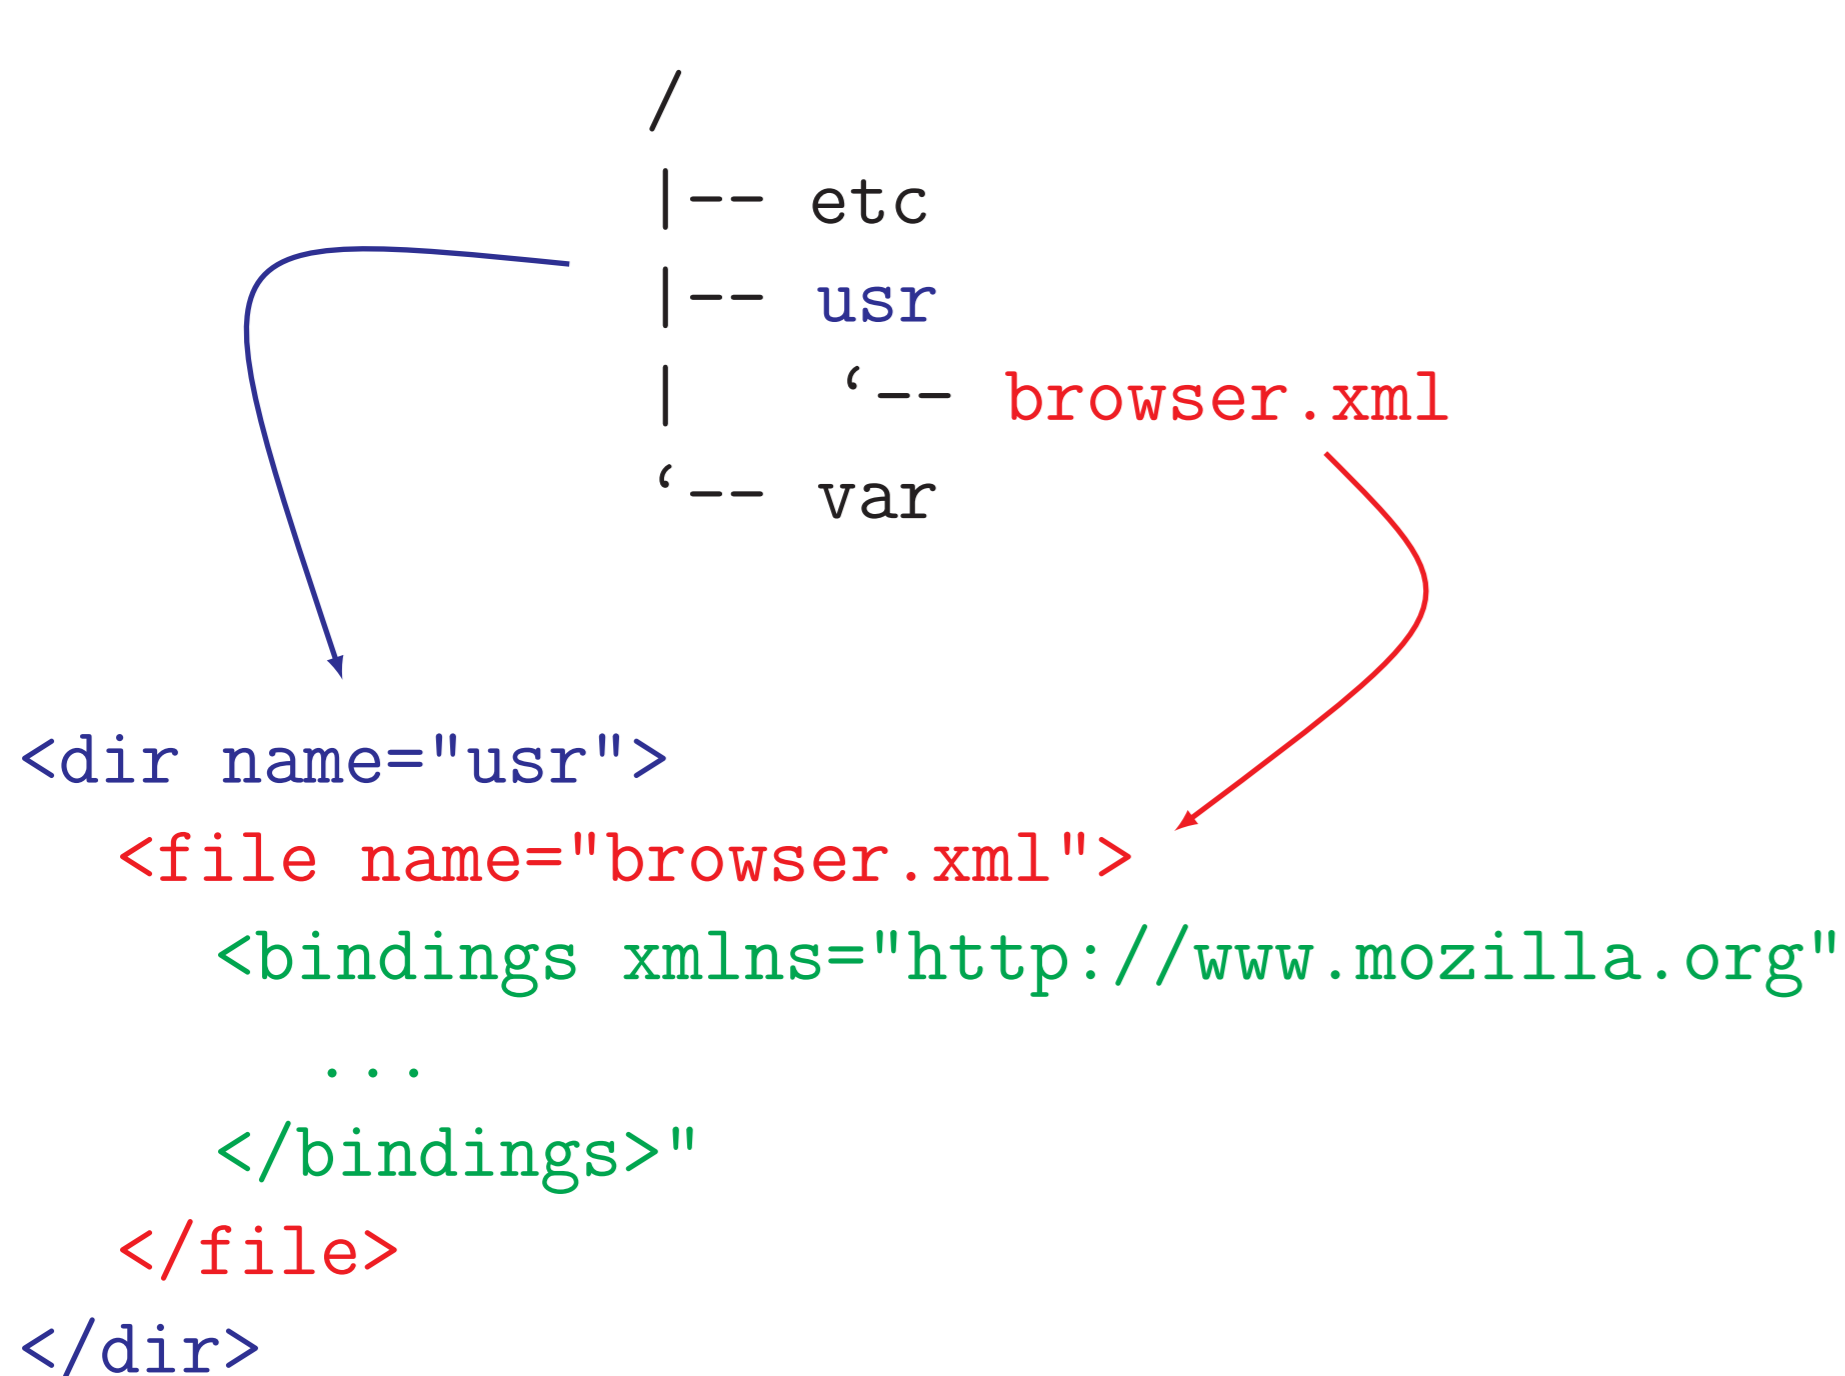 /
|-- etc
|-- usr
|   ‘-- browser.xml
‘-- var
<dir name="usr">
  <file name="browser.xml">
    <bindings xmlns="http://www.mozilla.org"
      ...
    </bindings>"
  </file>
</dir>